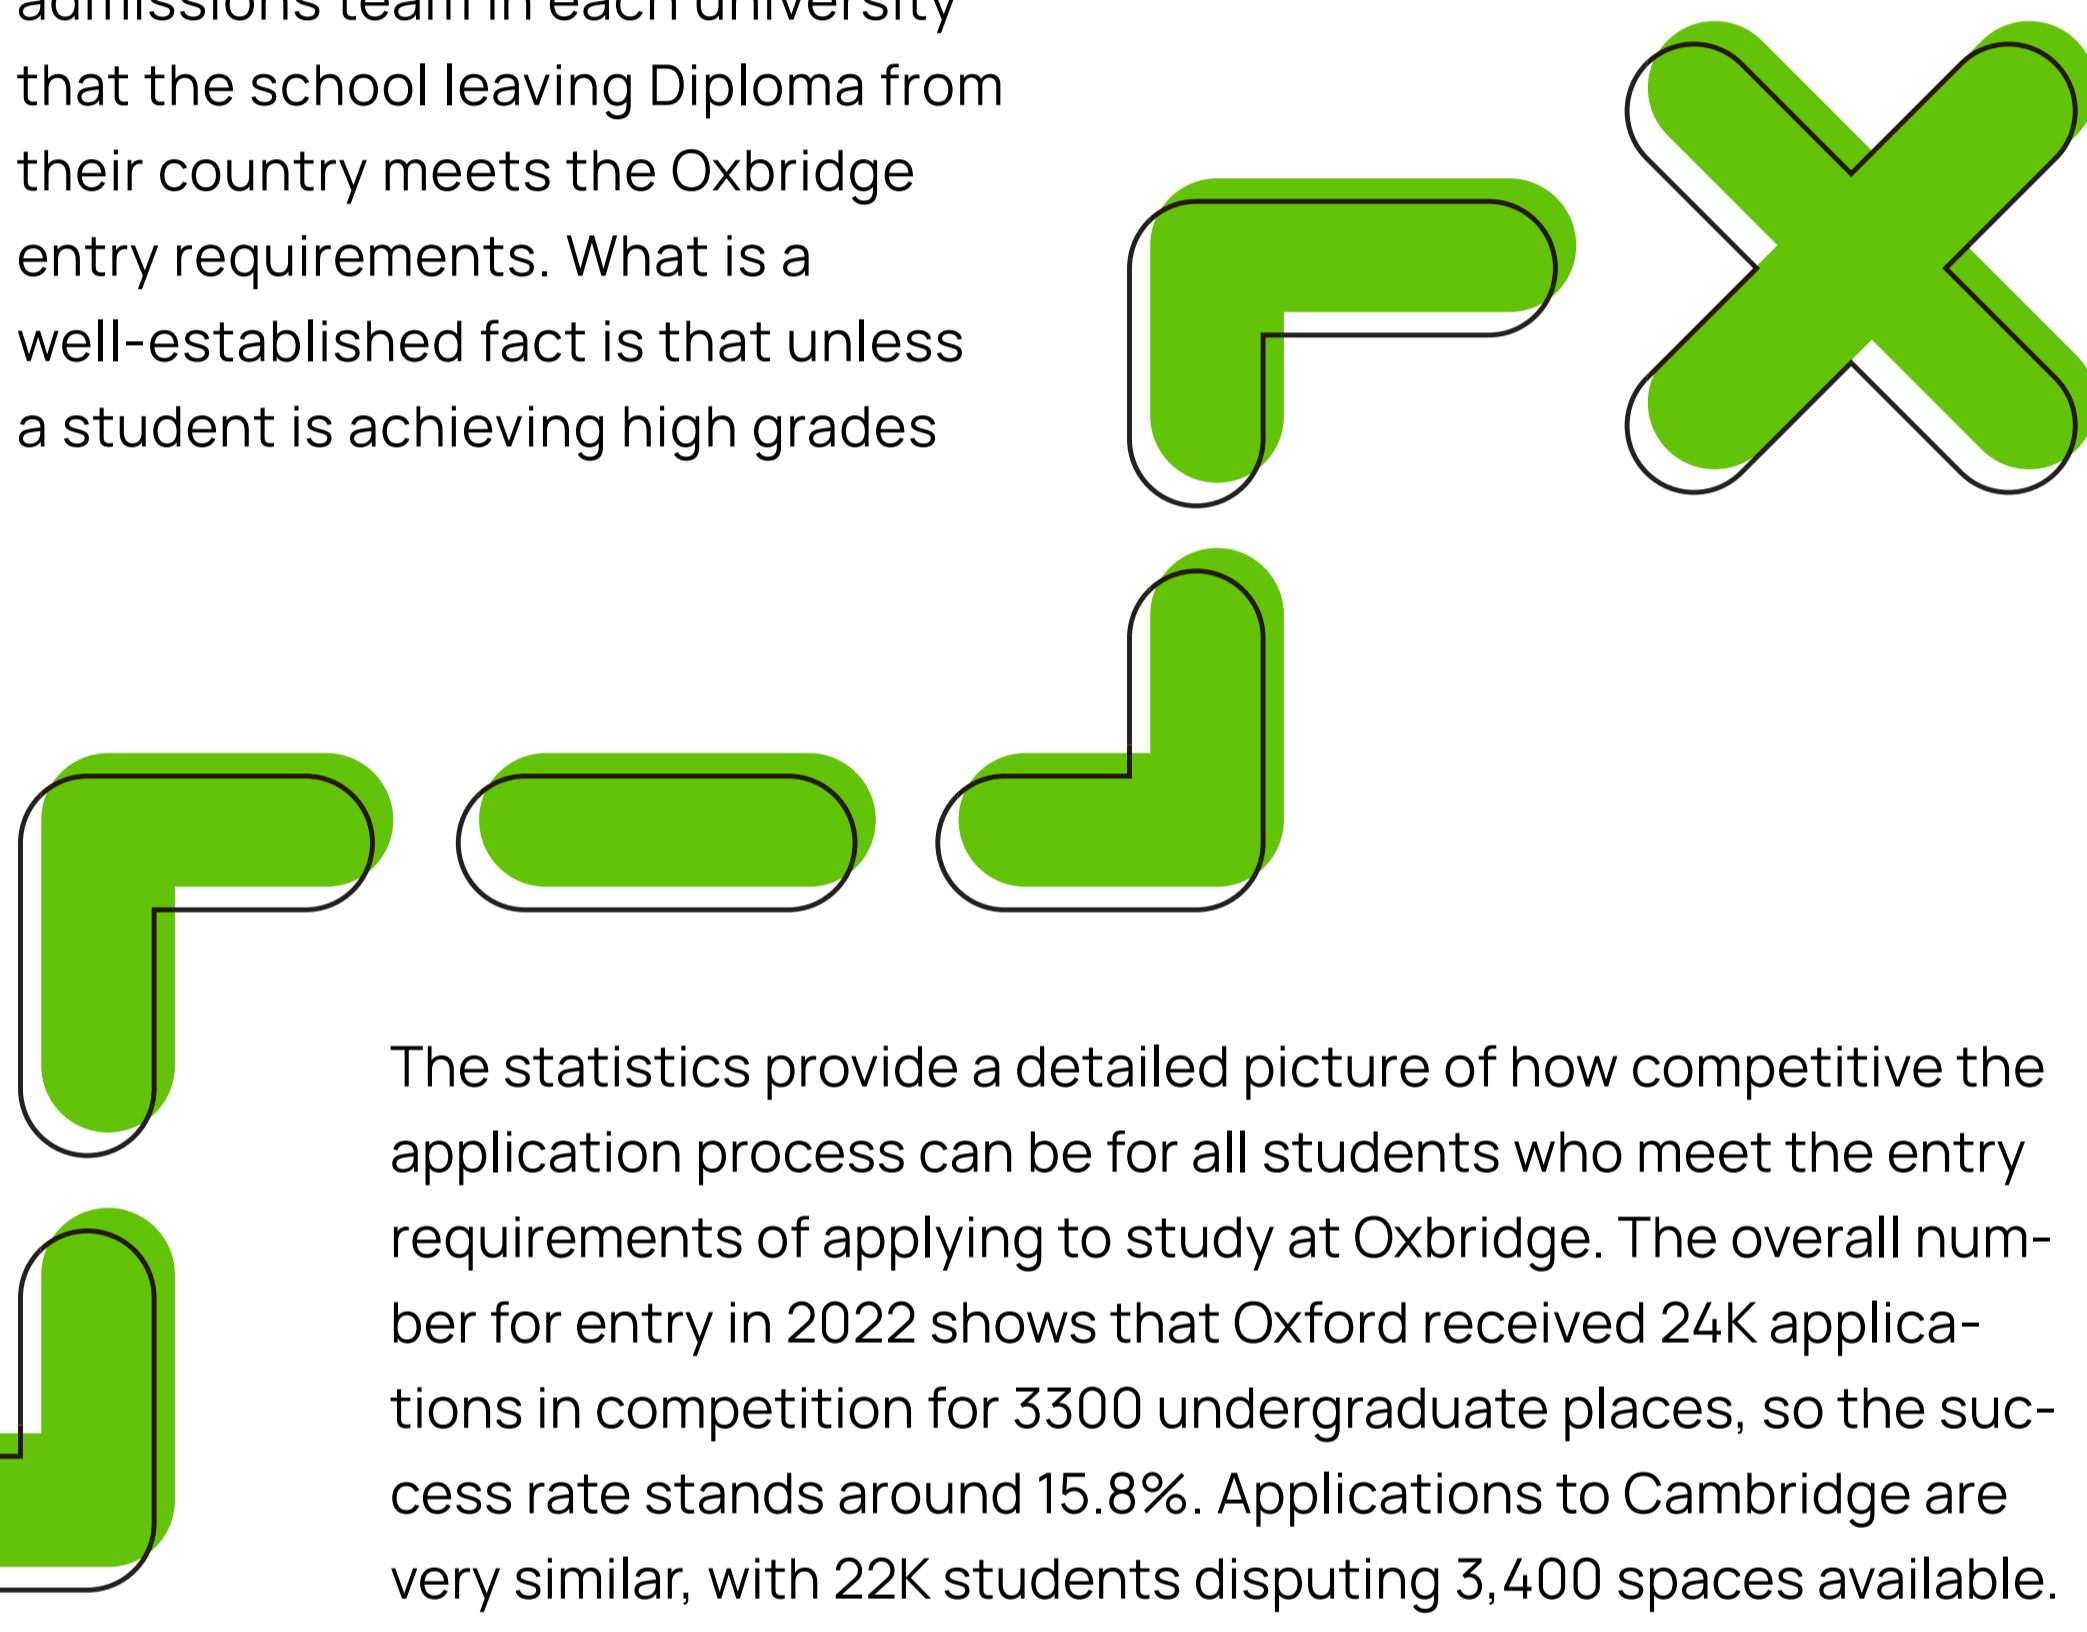 admissions team in each university
that the school leaving Diploma from
their country meets the Oxbridge
entry requirements. What is a
well-established fact is that unless
a student is achieving high grades
The statistics provide a detailed picture of how competitive the
application process can be for all students who meet the entry
requirements of applying to study at Oxbridge. The overall num-
ber for entry in 2022 shows that Oxford received 24K applica-
tions in competition for 3300 undergraduate places, so the suc-
cess rate stands around 15.8%. Applications to Cambridge are
very similar, with 22K students disputing 3,400 spaces available.